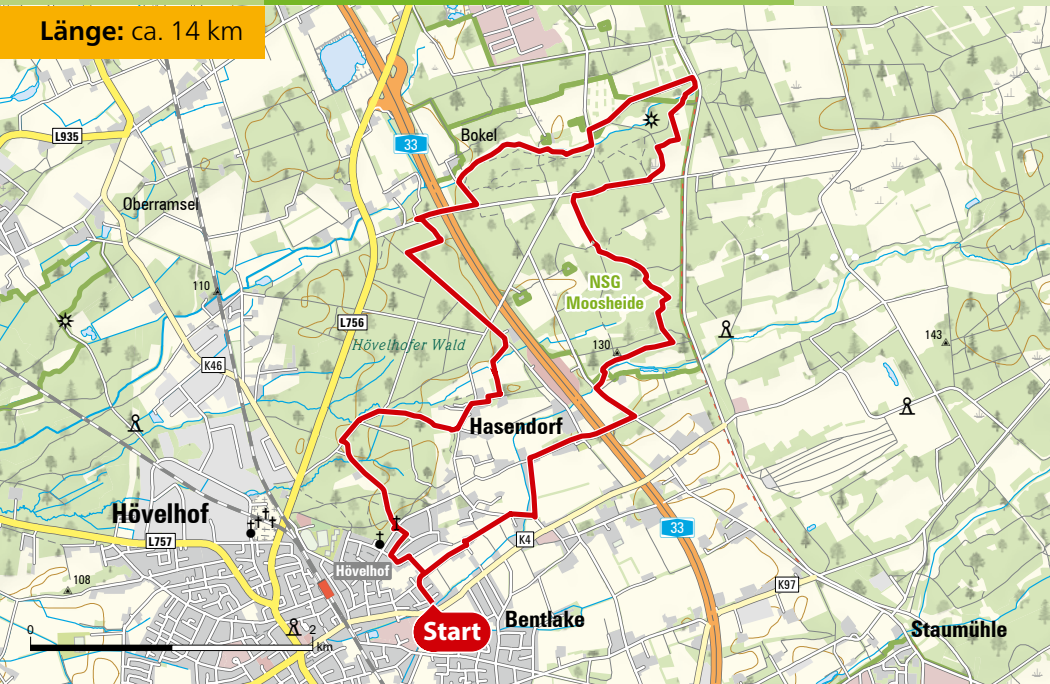 Länge: ca. 14 km
33
Bokel
L935
Oberramsel
110
NSG
Moosheide
L756
Hövelhofer Wald
130
143
K46
Hasendorf
Hövelhof
33
L757
K4
Hövelhof
108
K97
Start
Bentlake
Staumühle
0
2
km